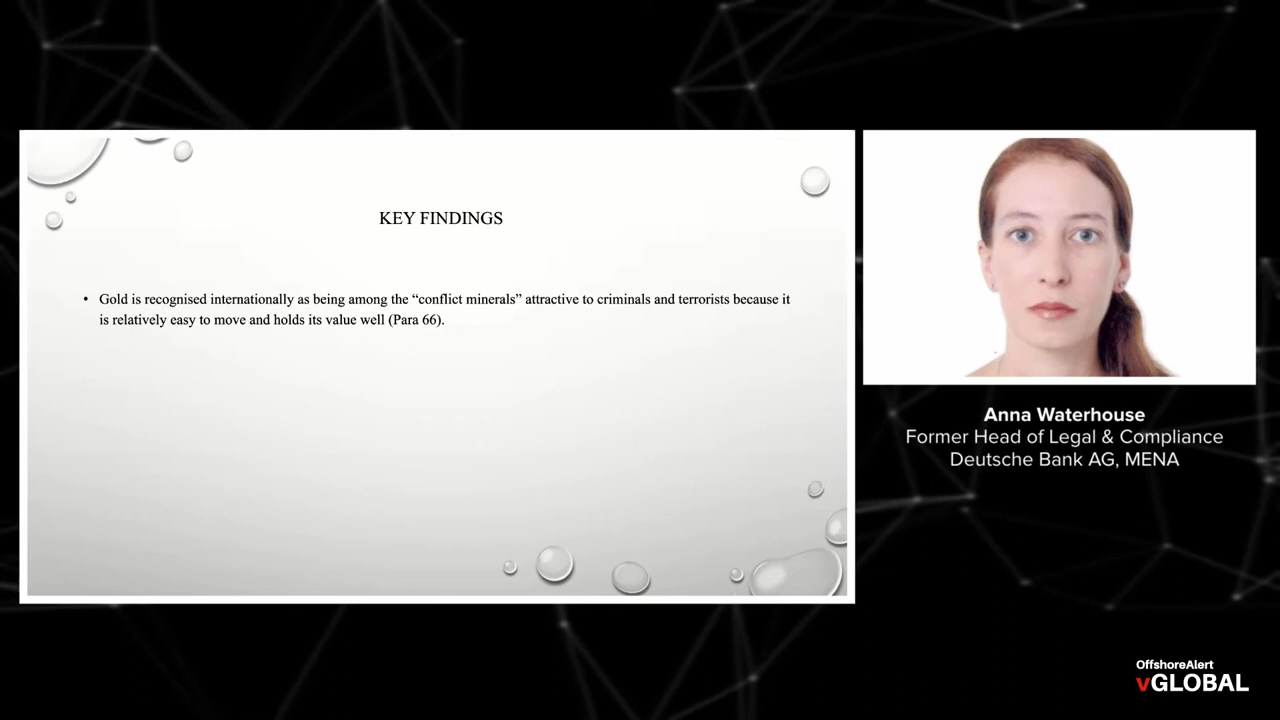 KEY FINDINGS
• Gold is recognised internationally as being among the “conflict minerals” attractive to criminals and terrorists because it
is relatively easy to move and holds its value well (Para 66).
Anna Waterhouse
Former Head of Legal & Compliance
Deutsche Bank AG, MENA
OffshoreAlert
vGLOBAL